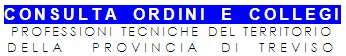 CONSULTA ORDINI E COLLEGI
PROFESSIONI TECNICHE DEL TERRITORIO
DELLA PROVINCIA DI TREVISO